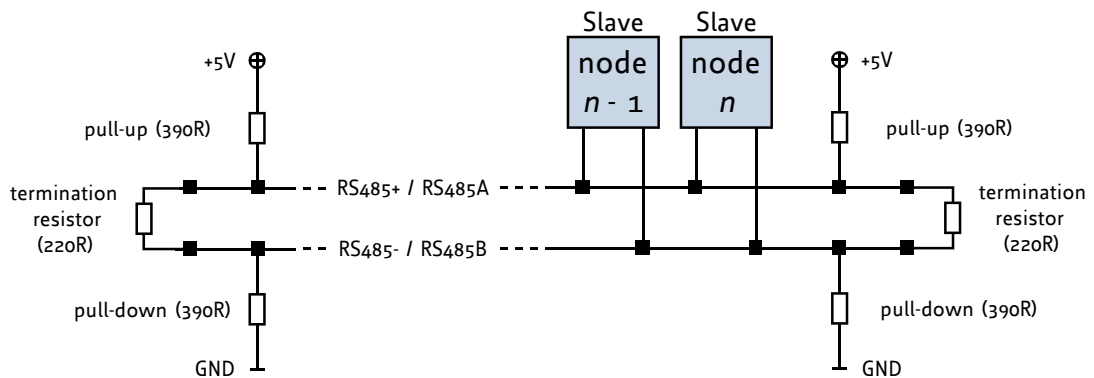 Slave
Slave
node
n - 1
node
n
+5V
+5V
pull-up (390R)
pull-up (390R)
termination
resistor
(220R)
RS485+ / RS485A
termination
resistor
(220R)
RS485- / RS485B
pull-down (390R)
pull-down (390R)
GND
GND